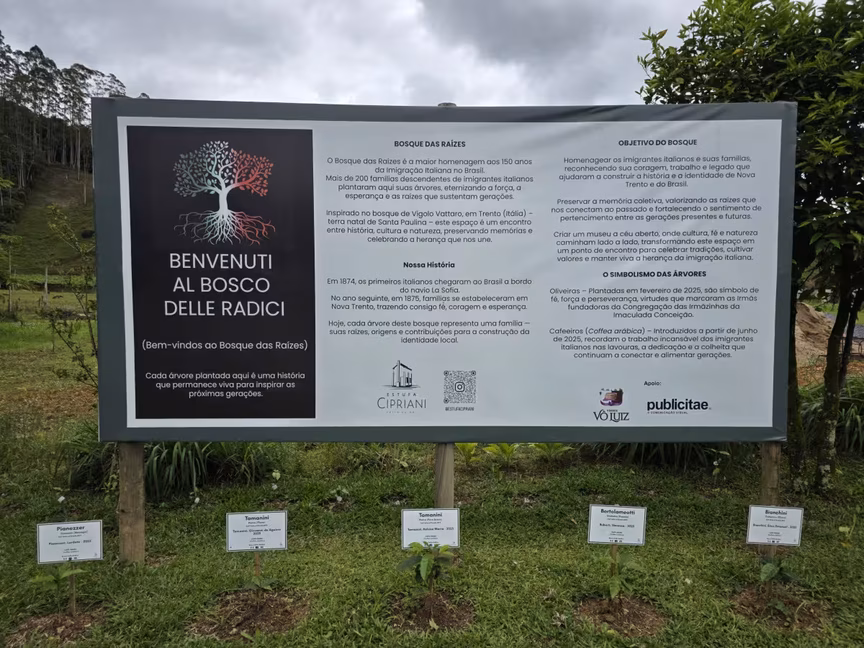 BENVENUTI
AL BOSCO
DELLE RADICI
(Bem-vindos ao Bosque das Raízes)
Cada árvore plantada aqui é uma história
que permanece viva para inspirar as
próximas gerações.
BOSQUE DAS RAÍZES
O Bosque das Raízes é a maior homenagem aos 150 anos
da Imigração Italiana no Brasil.
Mais de 200 famílias descendentes de imigrantes italianos
plantaram aqui suas árvores, eternizando a força, a
esperança e as raízes que sustentam gerações.
Inspirado no bosque de Vigolo Vattaro, em Trento (Itália) –
terra natal de Santa Paulina – este espaço é um encontro
entre história, cultura e natureza, preservando memórias e
celebrando a herança que nos une.
Nossa História
Em 1874, os primeiros italianos chegaram ao Brasil a bordo
do navio La Sofia.
No ano seguinte, em 1875, famílias se estabeleceram em
Nova Trento, trazendo consigo fé, coragem e esperança.
Hoje, cada árvore deste bosque representa uma família –
suas raízes, origens e contribuições para a construção da
identidade local.
ESTUFA
CIPRIANI
@ESTUFACIPRIANI
OBJETIVO DO BOSQUE
Homenagear os imigrantes italianos e suas famílias,
reconhecendo sua coragem, trabalho e legado que
ajudaram a construir a história e a identidade de Nova
Trento e do Brasil.
Preservar a memória coletiva, valorizando as raízes que
nos conectam ao passado e fortalecendo o sentimento de
pertencimento entre as gerações presentes e futuras.
Criar um museu a céu aberto, onde cultura, fé e natureza
caminham lado a lado, transformando este espaço em
um ponto de encontro para celebrar tradições, cultivar
valores e manter viva a herança da imigração italiana.
O SIMBOLISMO DAS ÁRVORES
Oliveiras – Plantadas em fevereiro de 2025, são símbolo de
fé, força e perseverança, virtudes que marcaram as Irmãs
fundadoras da Congregação das Irmãzinhas da
Imaculada Conceição.
Cafeeiros (Coffea arábica) – Introduzidos a partir de junho
de 2025, recordam o trabalho incansável dos imigrantes
italianos nas lavouras, a dedicação e a colheita que
continuam a conectar e alimentar gerações.
VÔ LUIZ
Apoio:
publicitae.
Pianezzer
Tamanini
Tamanini
Bortolameotti
Bianchini